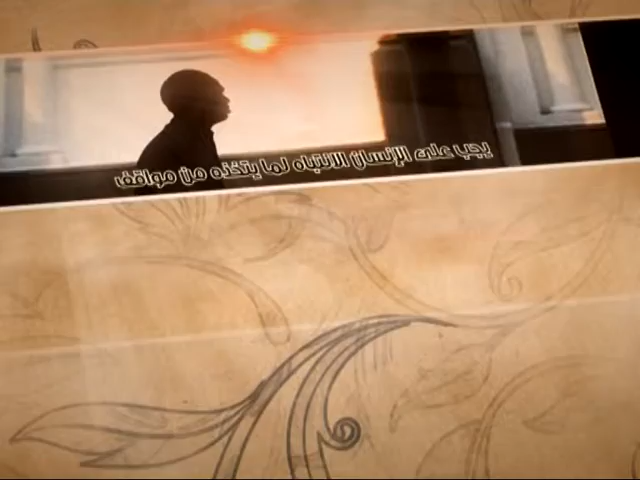 يجب على الإنسان الانتباه لما يتخذه من مواقف